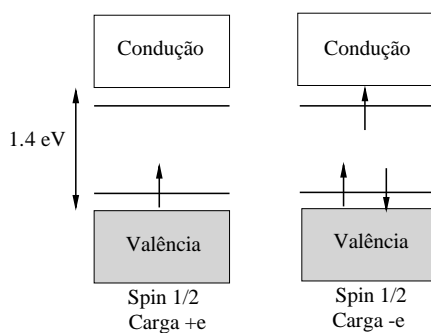 Condução
Condução
1.4 eV
Valência
Valência
Spin 1/2
Carga +e
Spin 1/2
Carga -e